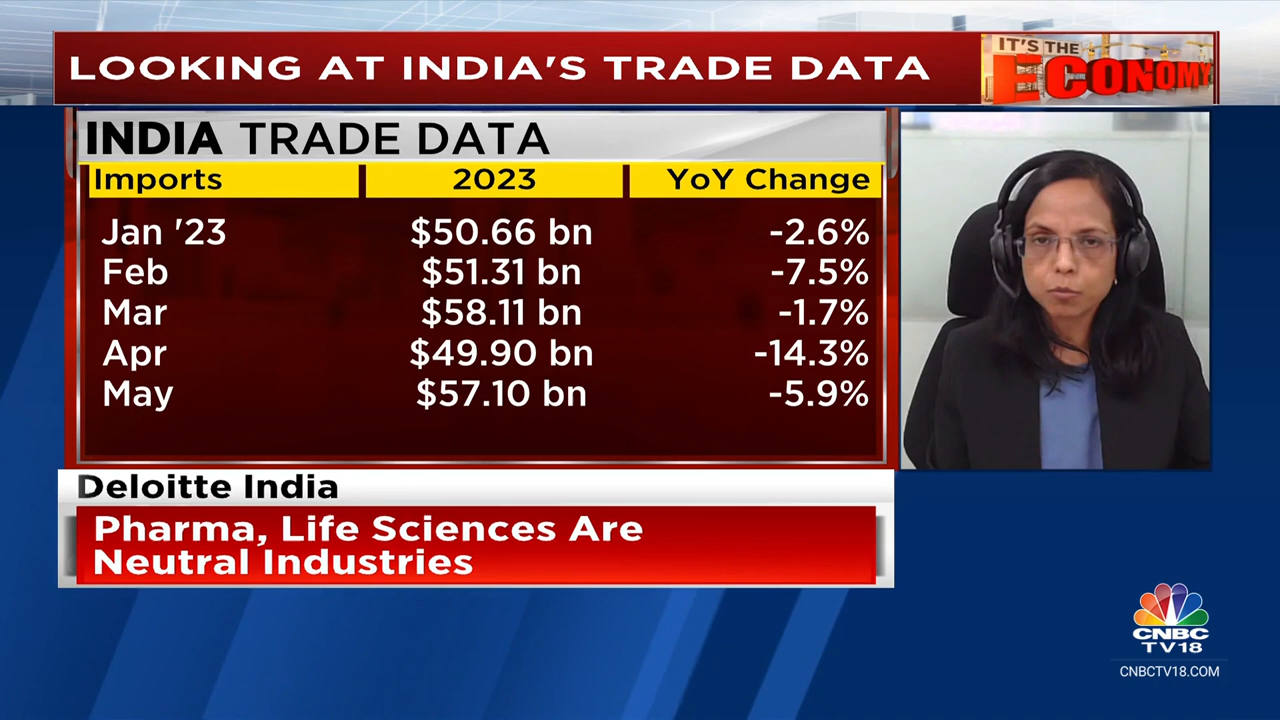 LOOKING AT INDIA'S TRADE DATA
IT'S THE
ECONOMY
INDIA TRADE DATA
Imports 2023 YoY Change
Jan '23 $50.66 bn -2.6%
Feb $51.31 bn -7.5%
Mar $58.11 bn -1.7%
Apr $49.90 bn -14.3%
May $57.10 bn -5.9%
Deloitte India
Pharma, Life Sciences Are
Neutral Industries
CNBC
TV18
CNBCTV18.COM